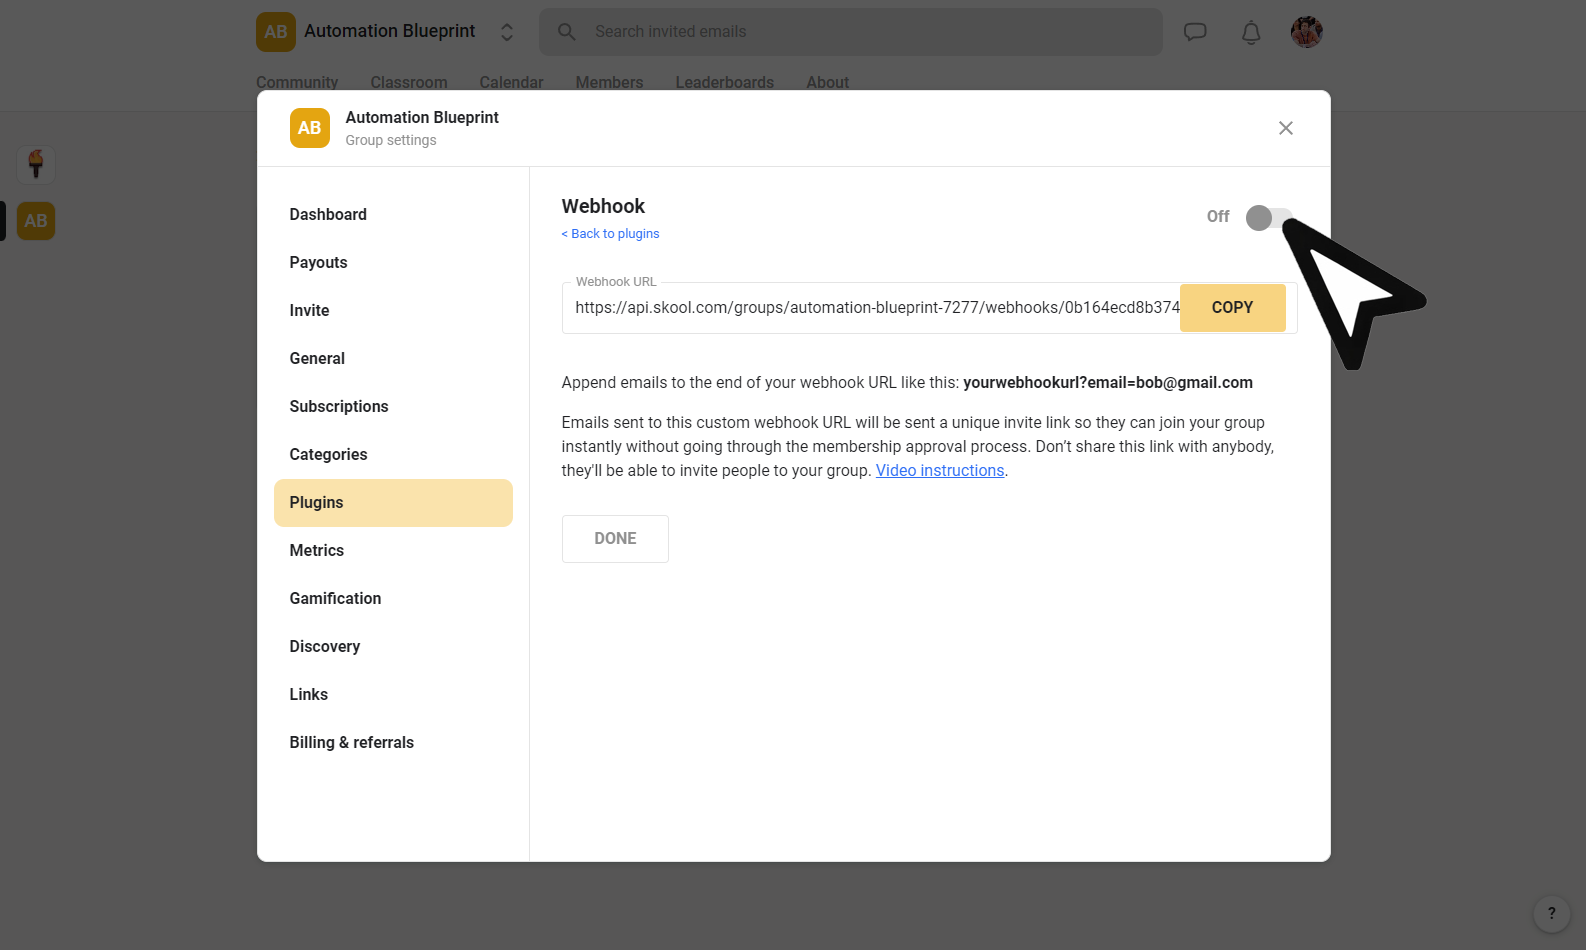 AB Automation Blueprint
Search invited emails
Community Classroom Calendar Members Leaderboards About
AB Automation Blueprint
Group settings
AB
Dashboard
Payouts
Invite
General
Subscriptions
Categories
Plugins
Metrics
Gamification
Discovery
Links
Billing & referrals
Webhook
Off
< Back to plugins
Webhook URL
https://api.skool.com/groups/automation-blueprint-7277/webhooks/0b164ecd8b374
COPY
Append emails to the end of your webhook URL like this: yourwebhookurl?email=bob@gmail.com
Emails sent to this custom webhook URL will be sent a unique invite link so they can join your group
instantly without going through the membership approval process. Don’t share this link with anybody,
they'll be able to invite people to your group. Video instructions.
DONE
?